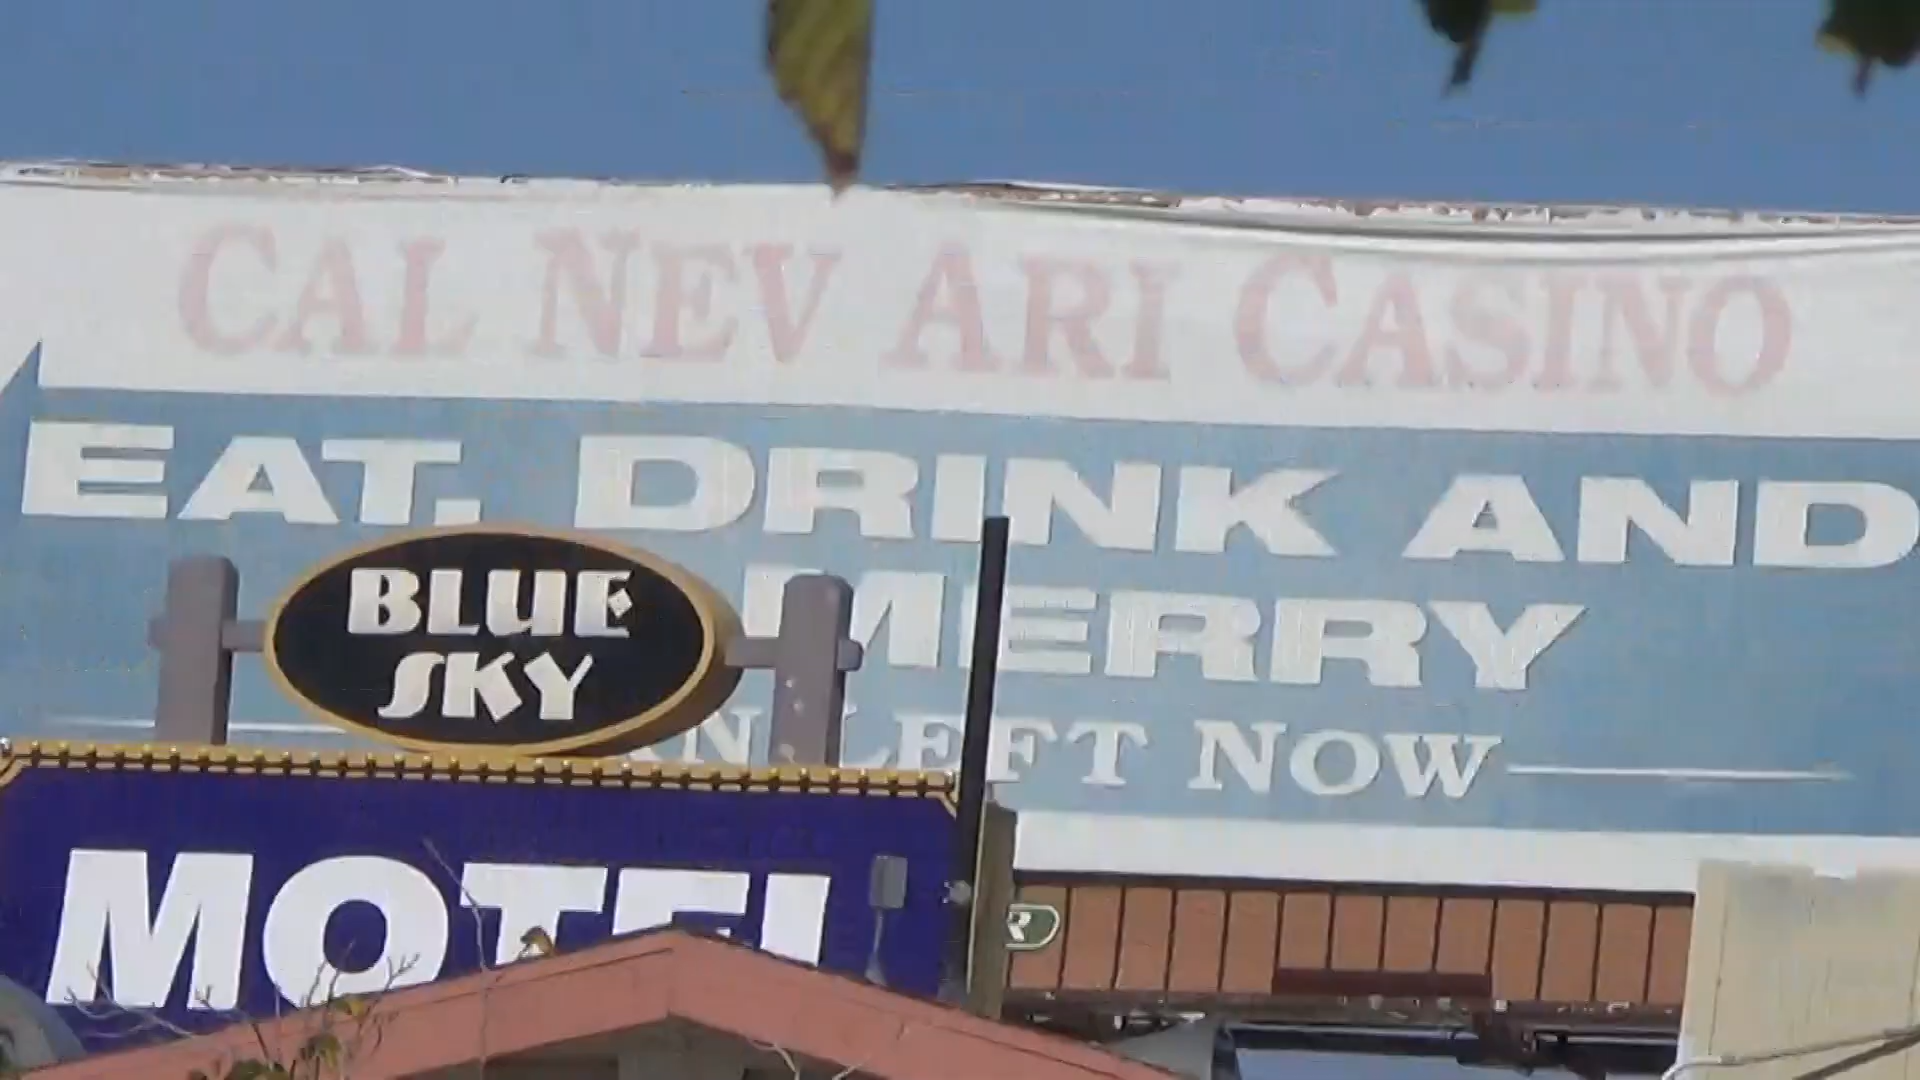 CAL NEV ARI CASINO
EAT, DRINK AND
MERRY
LEFT NOW
BLUE
SKY
MOTEL